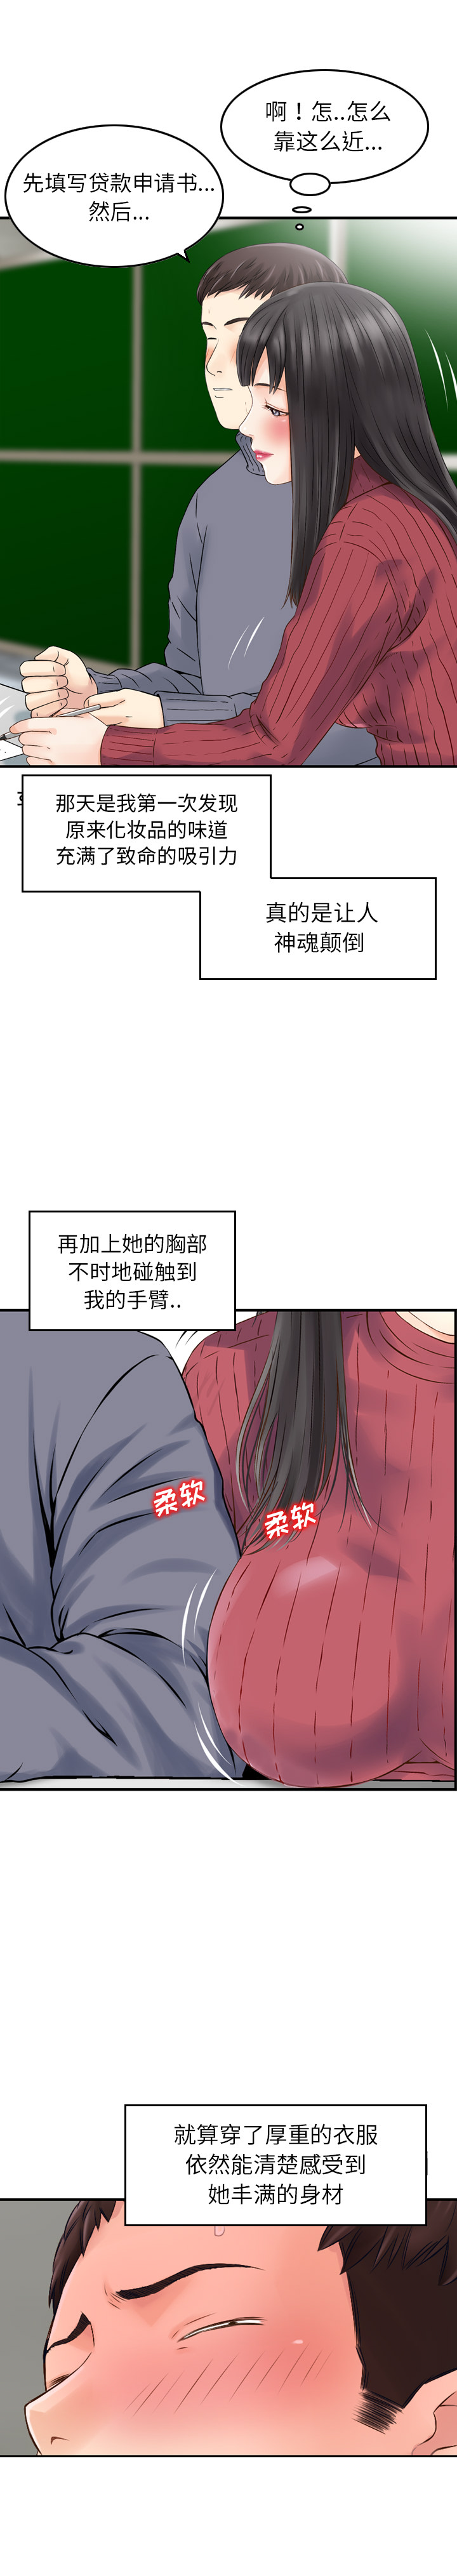 啊！怎..怎么
靠这么近...
先填写贷款申请书...
然后...
那天是我第一次发现
原来化妆品的味道
充满了致命的吸引力
真的是让人
神魂颠倒
再加上她的胸部
不时地碰触到
我的手臂..
柔软
柔软
就算穿了厚重的衣服
依然能清楚感受到
她丰满的身材